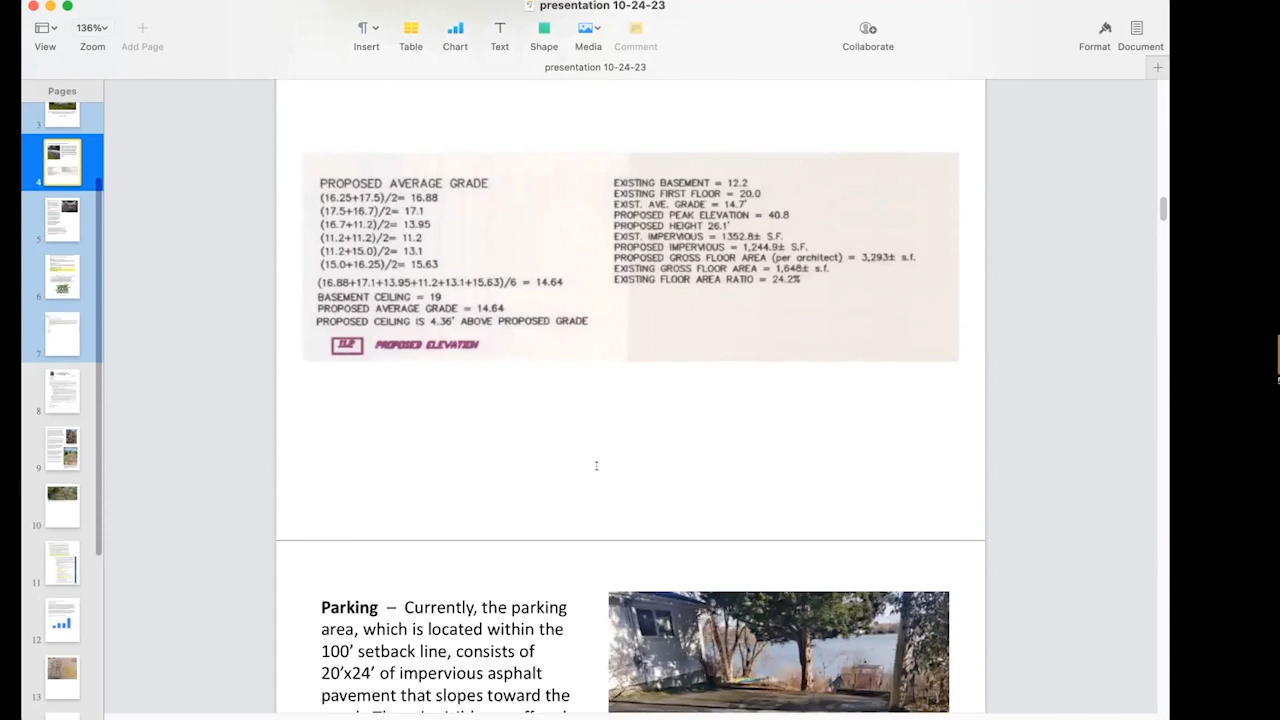 presentation 10-24-23
136%
View
Zoom
Add Page
Insert
Table
Chart
Text
Shape
Media
Comment
Collaborate
Format
Document
presentation 10-24-23
Pages
3
4
5
6
7
8
9
10
11
12
13
PROPOSED AVERAGE GRADE
(16.25+17.5)/2= 16.88
(17.5+16.7)/2= 17.1
(16.7+11.2)/2= 13.95
(11.2+11.2)/2= 11.2
(11.2+15.0)/2= 13.1
(15.0+16.25)/2= 15.63
(16.88+17.1+13.95+11.2+13.1+15.63)/6 = 14.64
BASEMENT CEILING = 19
PROPOSED AVERAGE GRADE = 14.64
PROPOSED CEILING IS 4.36' ABOVE PROPOSED GRADE
11.2 PROPOSED ELEVATION
EXISTING BASEMENT = 12.2
EXISTING FIRST FLOOR = 20.0
EXIST. AVE. GRADE = 14.7'
PROPOSED PEAK ELEVATION = 40.8
PROPOSED HEIGHT 26.1'
EXIST. IMPERVIOUS = 1352.8± S.F.
PROPOSED IMPERVIOUS = 1,244.9± S.F.
PROPOSED GROSS FLOOR AREA (per architect) = 3,293± s.f.
EXISTING GROSS FLOOR AREA = 1,648± s.f.
EXISTING FLOOR AREA RATIO = 24.2%
Parking – Currently, the parking
area, which is located within the
100' setback line, consists of
20'x24' of impervious asphalt
pavement that slopes toward the